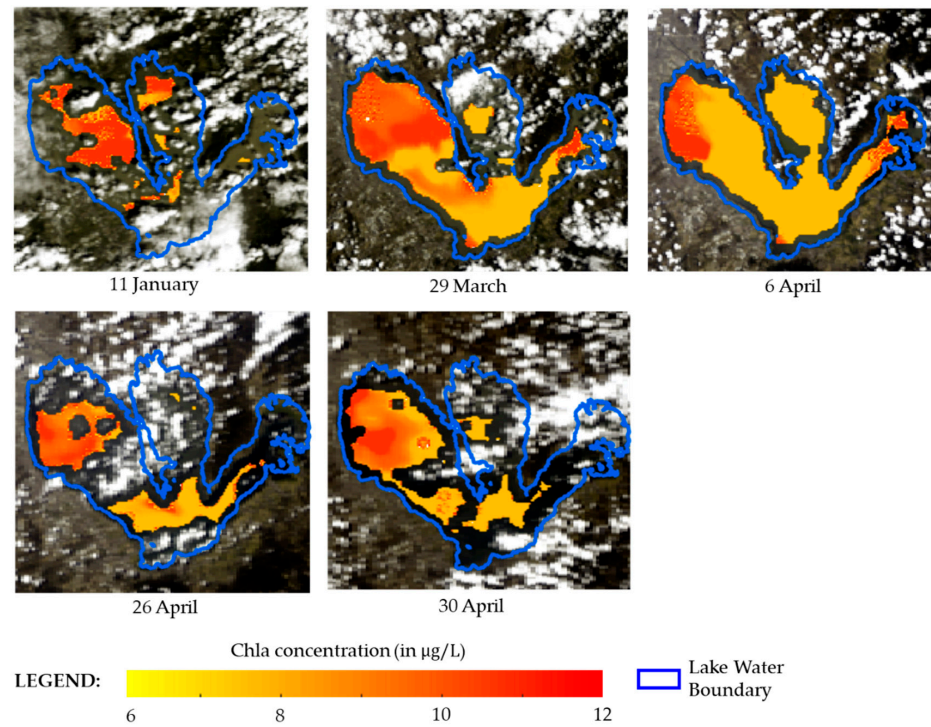 11 January
29 March
6 April
26 April
30 April
Chla concentration (in µg/L)
LEGEND:
6
8
10
12
Lake Water
Boundary